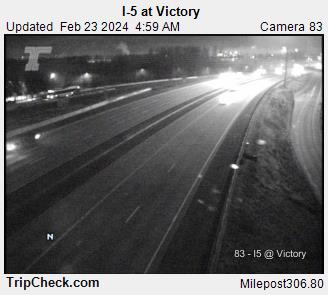 I-5 at Victory
Updated Feb 23 2024 4:59 AM Camera 83
T
N
83 - I5 @ Victory
TripCheck.com Milepost306.80